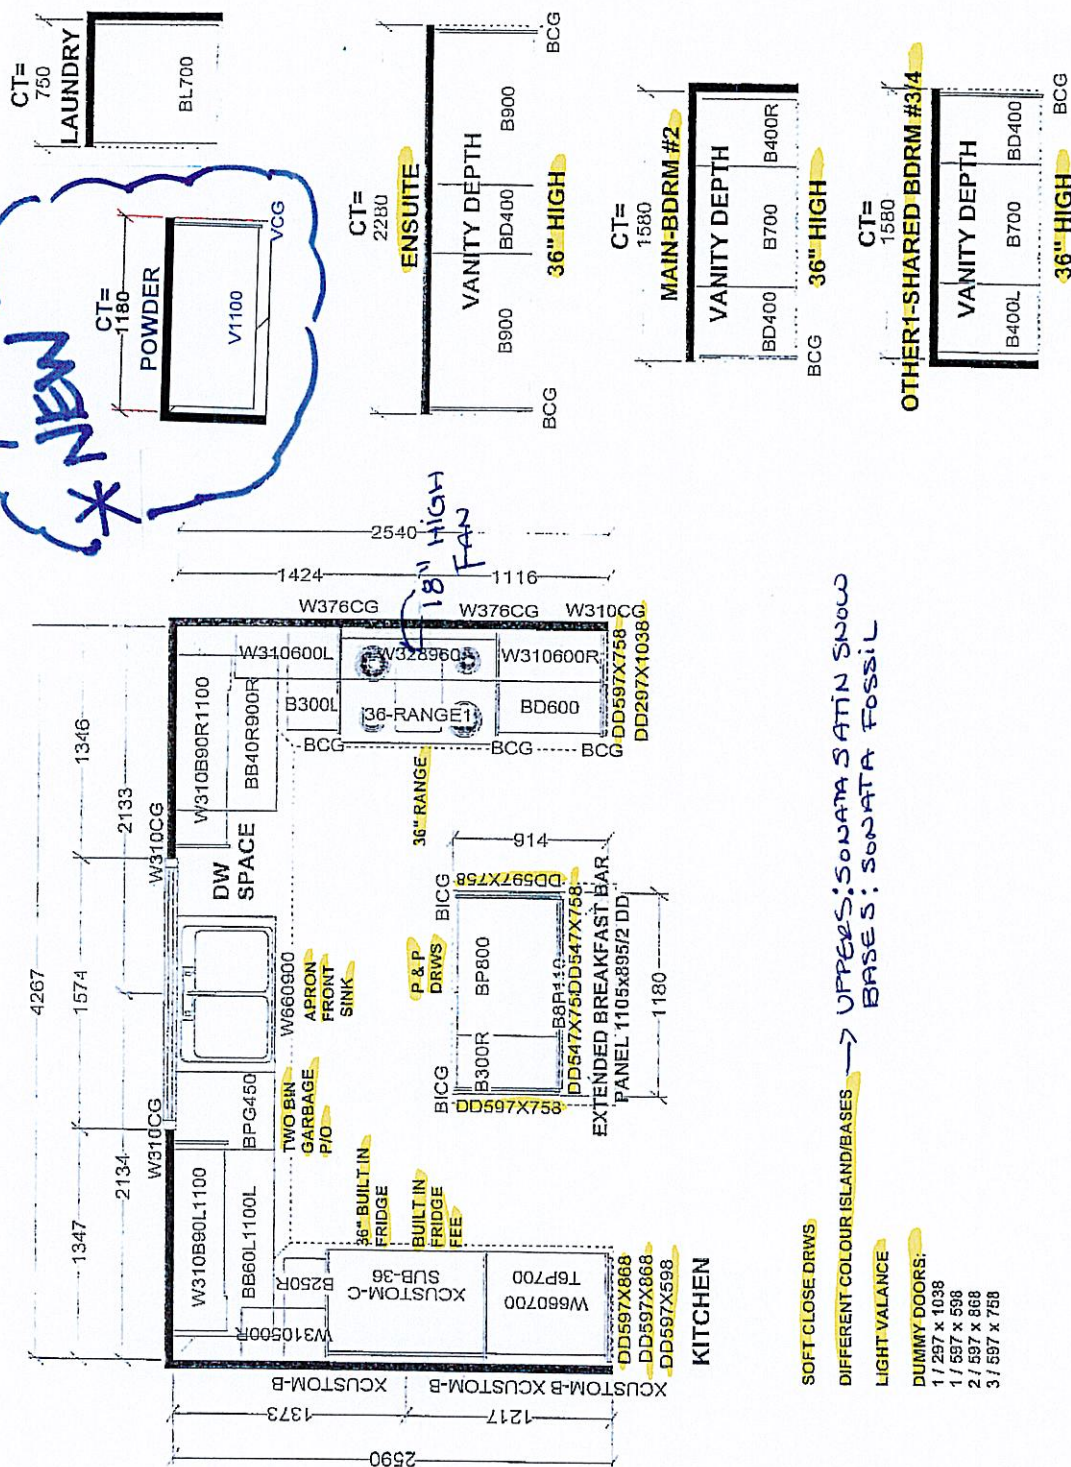 CT=
750
LAUNDRY
BL700
* NEW
CT=
1180
POWDER
V1100
VCG
CT=
2280
ENSUITE
VANITY DEPTH
B900
BD400
B900
BCG
BCG
36" HIGH
CT=
1580
MAIN-BDRM #2
VANITY DEPTH
BD400
B700
B400R
BCG
36" HIGH
CT=
1580
OTHER1-SHARED BDRM #3/4
VANITY DEPTH
B400L
B700
BD400
BCG
36" HIGH
4267
1347
1574
1346
2134
2133
W310CG
W310CG
W310B90L1100
BB60L1100L
BPG450
W660900
DW
SPACE
W310B90R1100
BB40R900R
TWO BIN
GARBAGE
P/O
APRON
FRONT
SINK
2540
1424
1116
W376CG
W376CG
W310CG
W310600L
W328960
W310600R
B300L
36-RANGE1
BD600
BCG
BCG
BCG
18" HIGH
FAN
DD597X758
DD297X1038
36" RANGE
P & P
DRWS
BICG
BICG
914
B300R
BP800
DD597X758
DD597X758
DD547X758
EXTENDED BREAKFAST BAR
PANEL 1105x895/2 DD
1180
36" BUILT IN
FRIDGE
BUILT IN
FRIDGE
FEE
W310500R
B250R
XCUSTOM-C
SUB-36
W660700
T6P700
XCUSTOM-B
XCUSTOM-B
XCUSTOM-B
1373
1217
2590
DD597X868
DD597X868
DD597X598
KITCHEN
SOFT CLOSE DRWS
DIFFERENT COLOUR ISLAND/BASES
→ UPPERS: SONATA SATIN SNOW
BASES: SONATA FOSSIL
LIGHT VALANCE
DUMMY DOORS:
1 / 297 x 1038
1 / 597 x 598
2 / 597 x 868
3 / 597 x 758